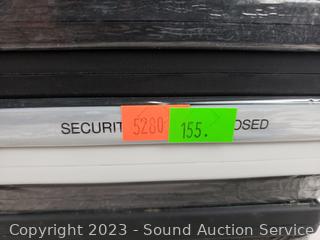 SECURIT 5280 155. OSED
Copyright © 2023 - Sound Auction Service